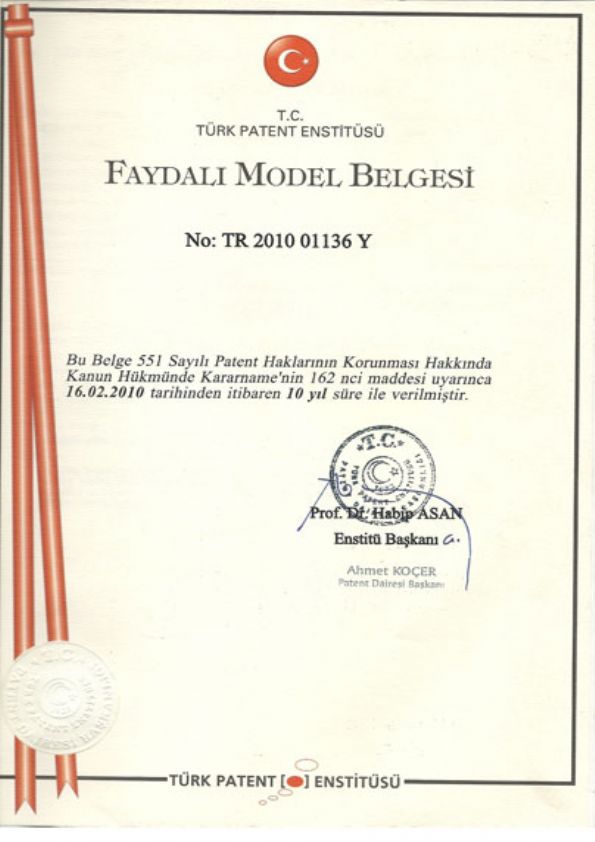 T.C.
TÜRK PATENT ENSTİTÜSÜ
FAYDALI MODEL BELGESİ
No: TR 2010 01136 Y
Bu Belge 551 Sayılı Patent Haklarının Korunması Hakkında
Kanun Hükmünde Kararname'nin 162 nci maddesi uyarınca
16.02.2010 tarihinden itibaren 10 yıl süre ile verilmiştir.
T.C.
Prof. Dr. Habip ASAN
Enstitü Başkanı a.
Ahmet KOÇER
Patent Dairesi Başkanı
T.C.
TÜRK PATENT ENSTİTÜSÜ